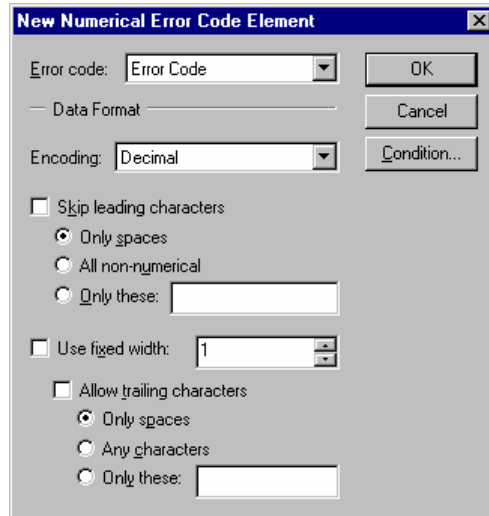 New Numerical Error Code Element
Error code: Error Code
OK
Data Format
Cancel
Encoding: Decimal
Condition...
Skip leading characters
Only spaces
All non-numerical
Only these:
Use fixed width: 1
Allow trailing characters
Only spaces
Any characters
Only these: